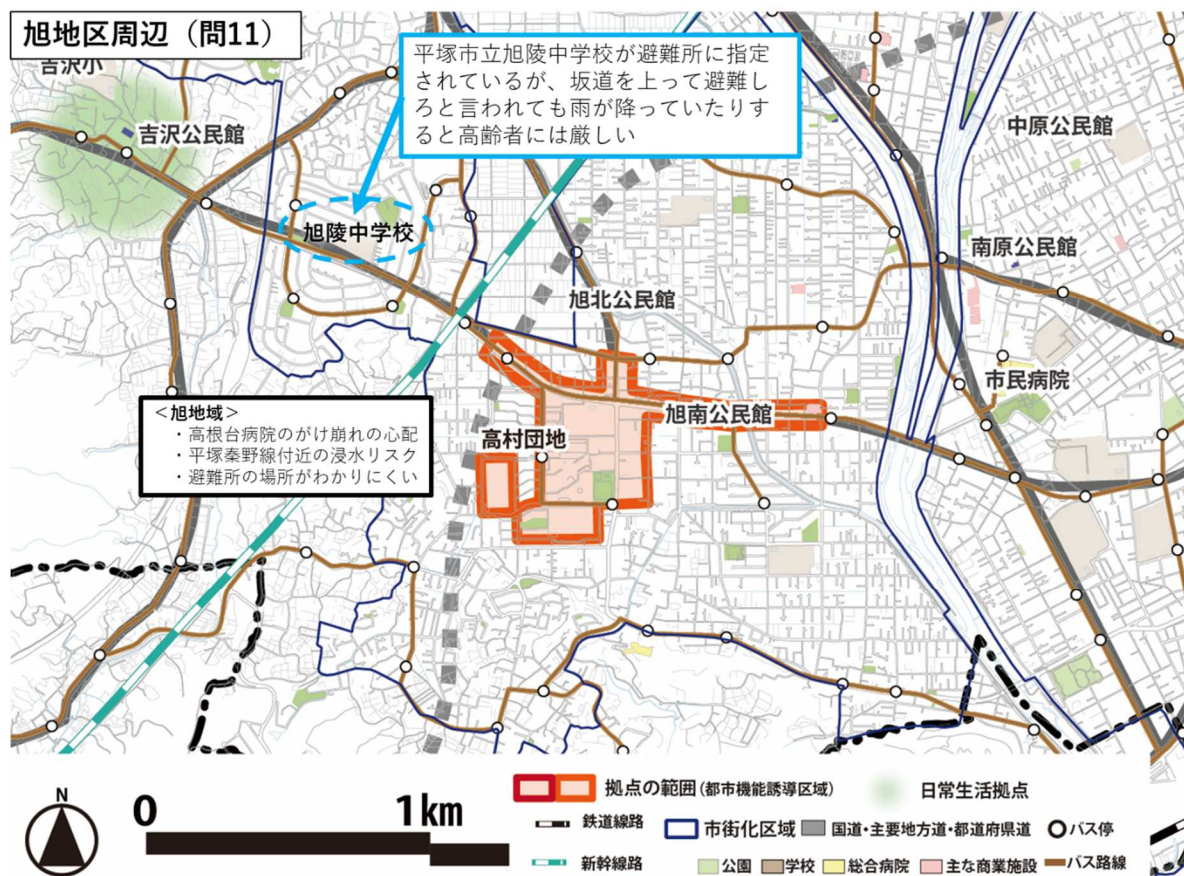 旭地区周辺（問11）
平塚市立旭陵中学校が避難所に指定
されているが、坂道を上って避難し
ろと言われても雨が降っていたりす
ると高齢者には厳しい
吉沢小
吉沢公民館
中原公民館
旭陵中学校
南原公民館
旭北公民館
市民病院
旭南公民館
＜旭地域＞
・高根台病院のがけ崩れの心配
・平塚秦野線付近の浸水リスク
・避難所の場所がわかりにくい
高村団地
N
0 1km
拠点の範囲（都市機能誘導区域）
日常生活拠点
鉄道線路
市街化区域
国道・主要地方道・都道府県道
バス停
新幹線路
公園
学校
総合病院
主な商業施設
バス路線